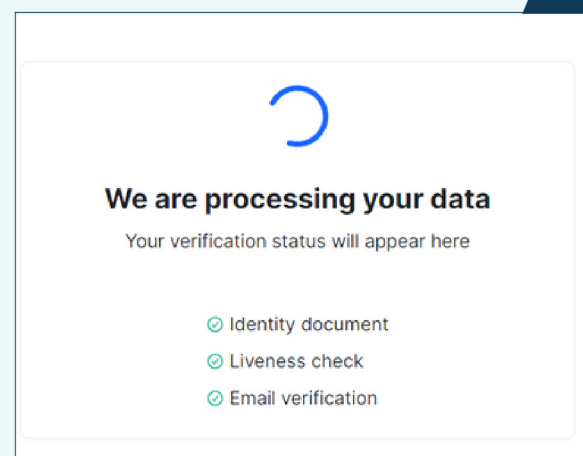 We are processing your data
Your verification status will appear here
Identity document
Liveness check
Email verification